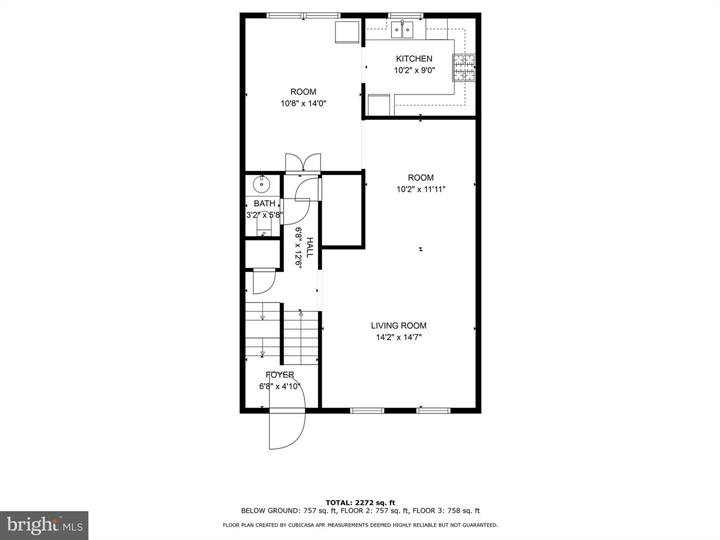 KITCHEN
10'2" x 9'0"
ROOM
10'8" x 14'0"
ROOM
10'2" x 11'11"
BATH
3'2" x 5'8"
HALL
6'8" x 12'6"
LIVING ROOM
14'2" x 14'7"
FOYER
6'8" x 4'10"
TOTAL: 2272 sq. ft
BELOW GROUND: 757 sq. ft, FLOOR 2: 757 sq. ft, FLOOR 3: 758 sq. ft
FLOOR PLAN CREATED BY CUBICASA APP. MEASUREMENTS DEEMED HIGHLY RELIABLE BUT NOT GUARANTEED.
bright MLS